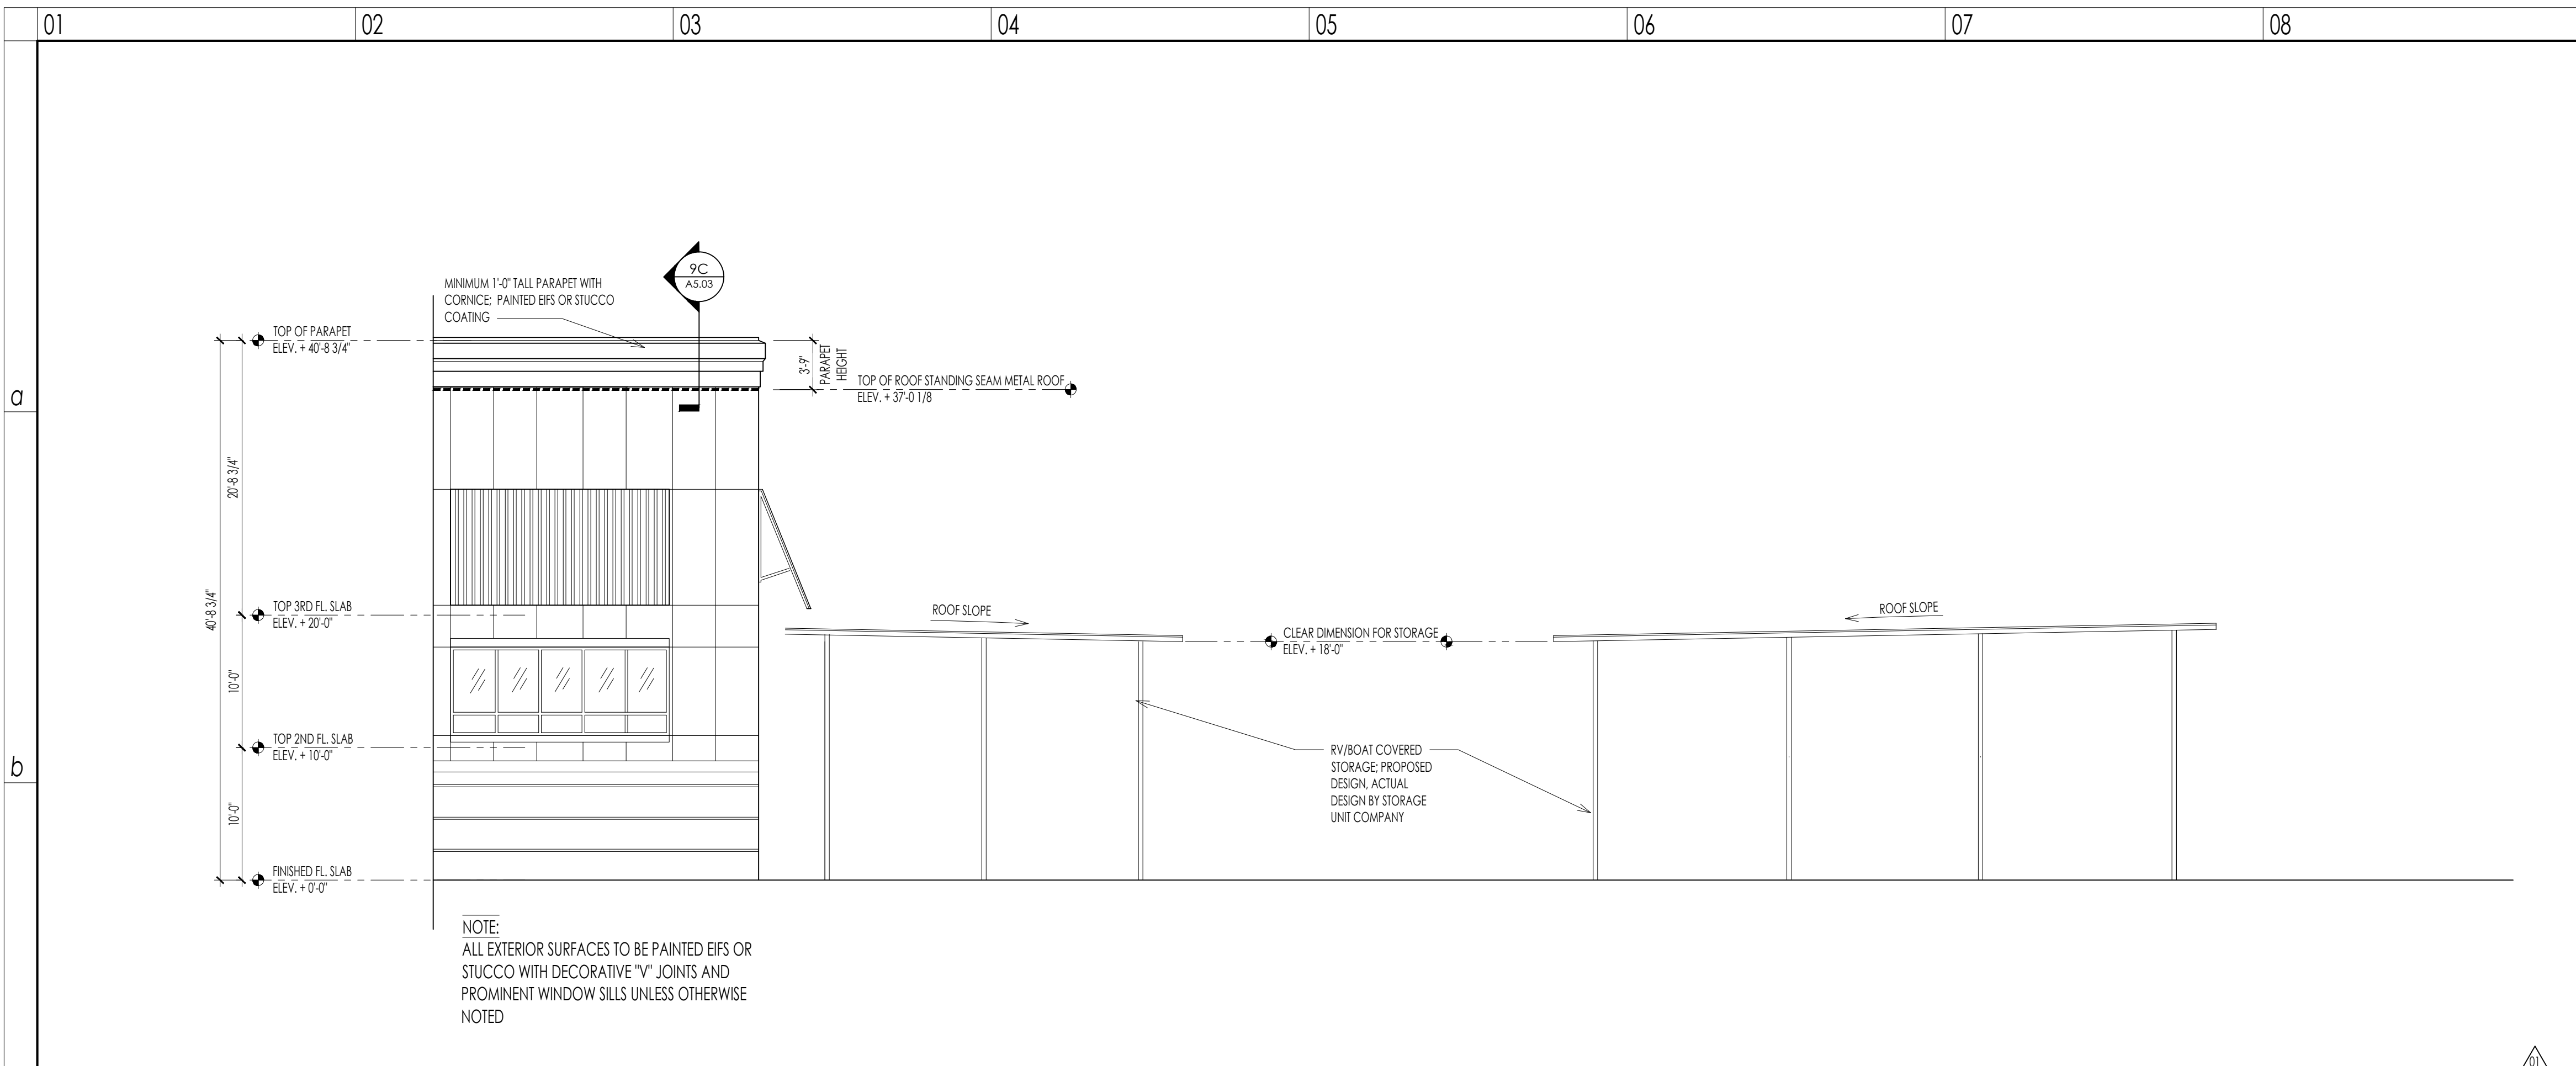 01
02
03
04
05
06
07
08
a
b
9C
A5.03
MINIMUM 1'-0" TALL PARAPET WITH
CORNICE; PAINTED EIFS OR STUCCO
COATING
TOP OF PARAPET
ELEV. + 40'-8 3/4"
3'-9"
PARAPET
HEIGHT
TOP OF ROOF STANDING SEAM METAL ROOF
ELEV. + 37'-0 1/8
20'-8 3/4"
40'-8 3/4"
TOP 3RD FL. SLAB
ELEV. + 20'-0"
10'-0"
TOP 2ND FL. SLAB
ELEV. + 10'-0"
10'-0"
FINISHED FL. SLAB
ELEV. + 0'-0"
ROOF SLOPE
CLEAR DIMENSION FOR STORAGE
ELEV. + 18'-0"
ROOF SLOPE
RV/BOAT COVERED
STORAGE; PROPOSED
DESIGN, ACTUAL
DESIGN BY STORAGE
UNIT COMPANY
NOTE:
ALL EXTERIOR SURFACES TO BE PAINTED EIFS OR
STUCCO WITH DECORATIVE "V" JOINTS AND
PROMINENT WINDOW SILLS UNLESS OTHERWISE
NOTED
01